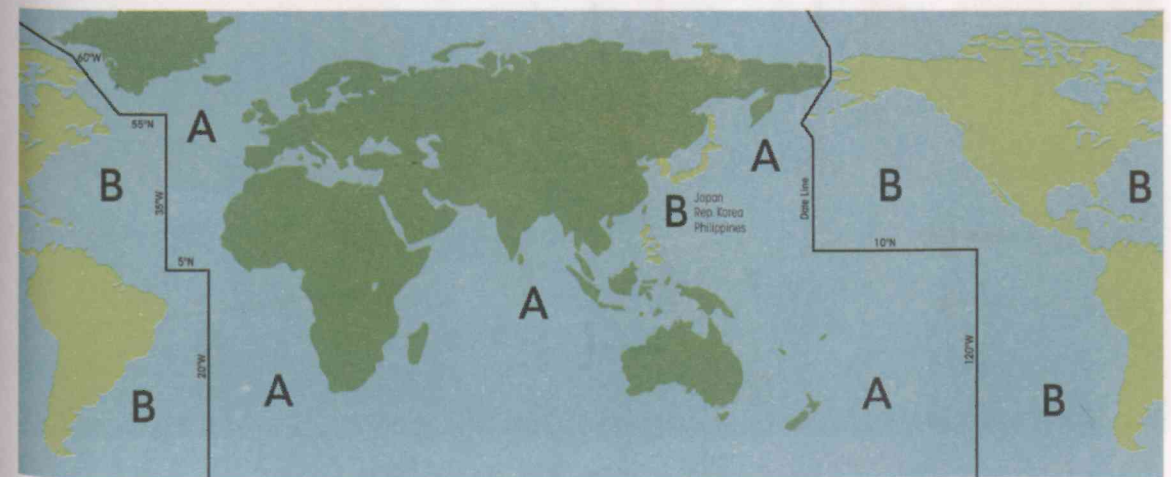 60°W
A
55°N
B
35°W
5°N
20°W
B
A
A
B
Japan
Rep Korea
Philippines
A
Date Line
B
10°N
120°W
A
B
B